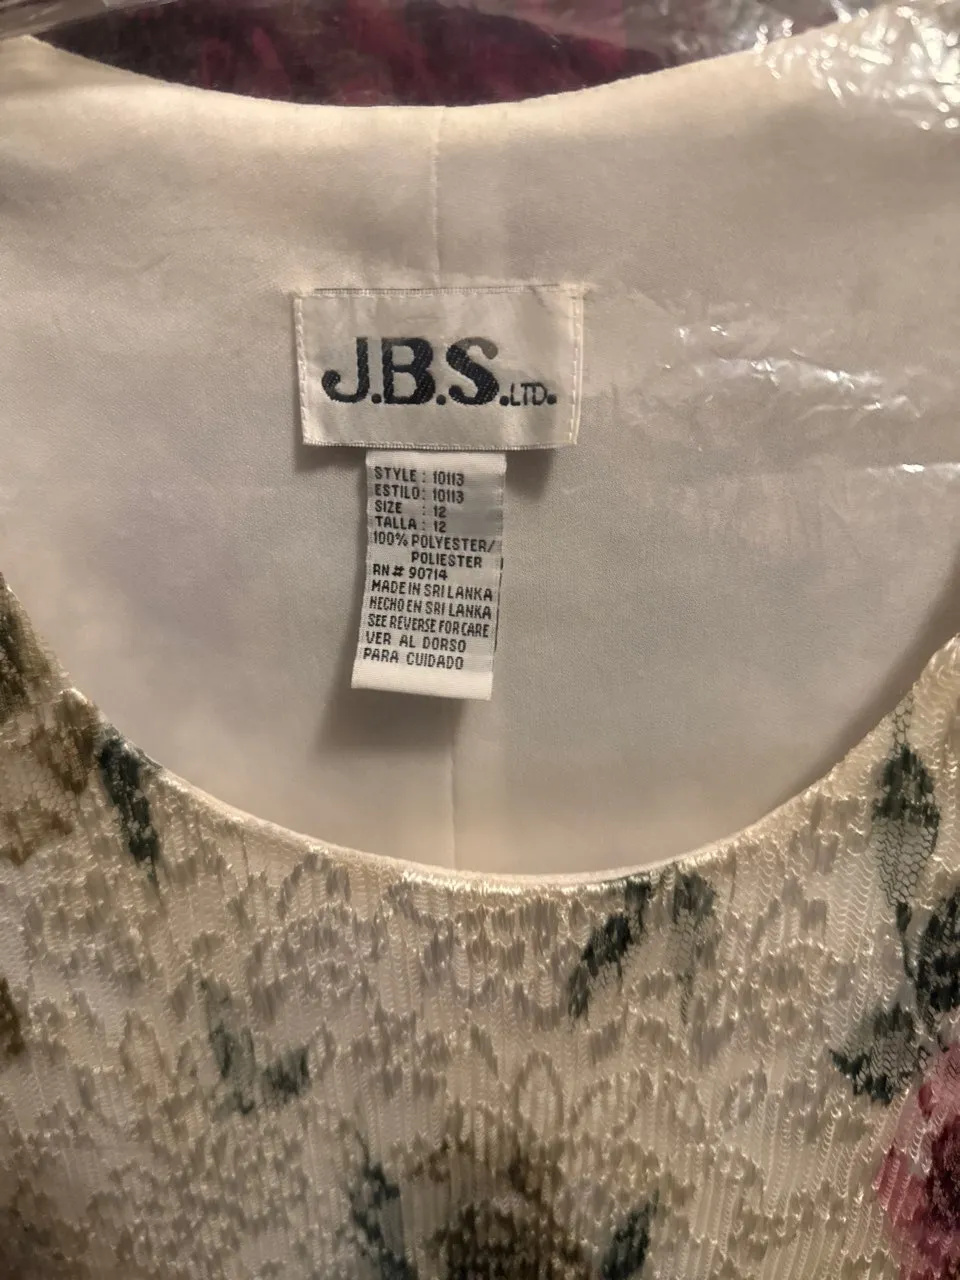 J.B.S.LTD.
STYLE : 10113
ESTILO: 10113
SIZE : 12
TALLA : 12
100% POLYESTER/
POLIESTER
RN# 90714
MADE IN SRI LANKA
HECHO EN SRI LANKA
SEE REVERSE FOR CARE
VER AL DORSO
PARA CUIDADO